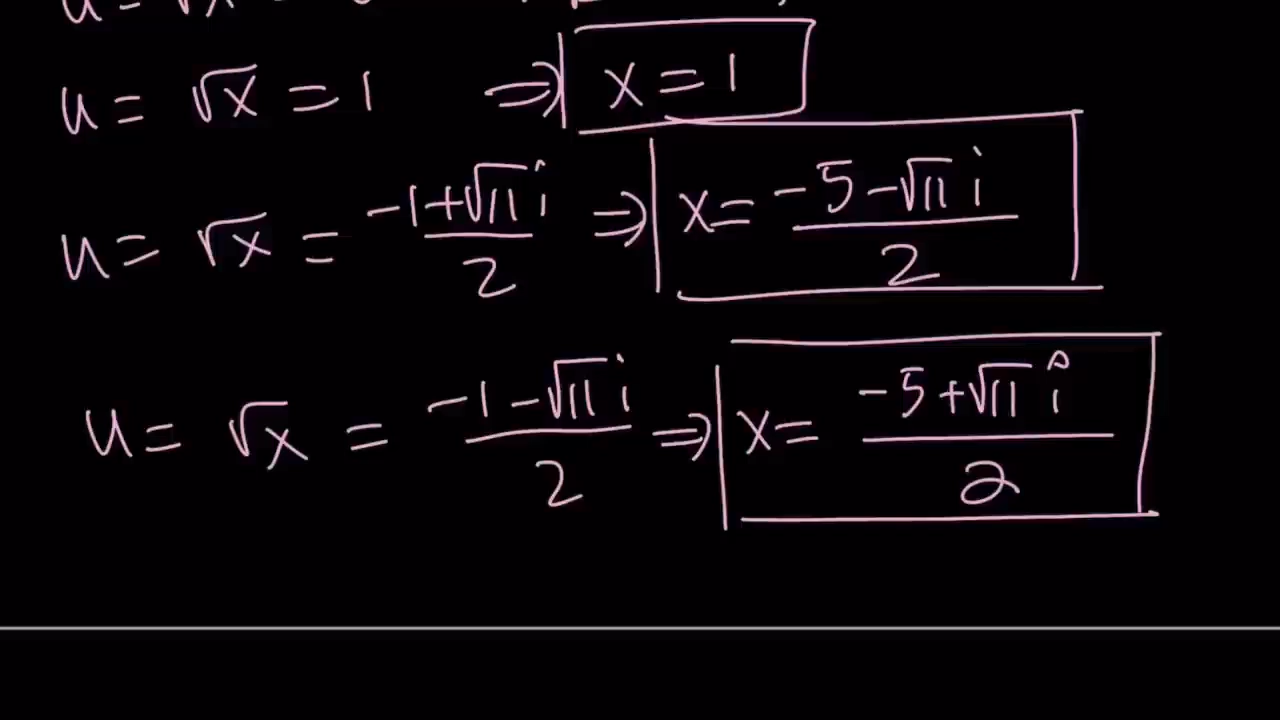 u = √x = 1 ⇒ x = 1
u = √x = (-1+√11 i)/2 ⇒ x = (-5-√11 i)/2
u = √x = (-1-√11 i)/2 ⇒ x = (-5+√11 i)/2